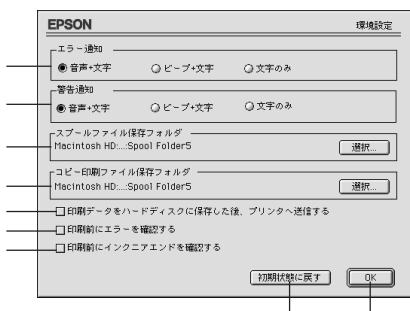 EPSON 環境設定
エラー通知
音声+文字 ビープ+文字 文字のみ
警告通知
音声+文字 ビープ+文字 文字のみ
スプールファイル保存フォルダ
Macintosh HD:...:Spool Folder5
選択...
コピー印刷ファイル保存フォルダ
Macintosh HD:...:Spool Folder5
選択...
印刷データをハードディスクに保存した後、プリンタへ送信する
印刷前にエラーを確認する
印刷前にインクニアエンドを確認する
初期状態に戻す OK